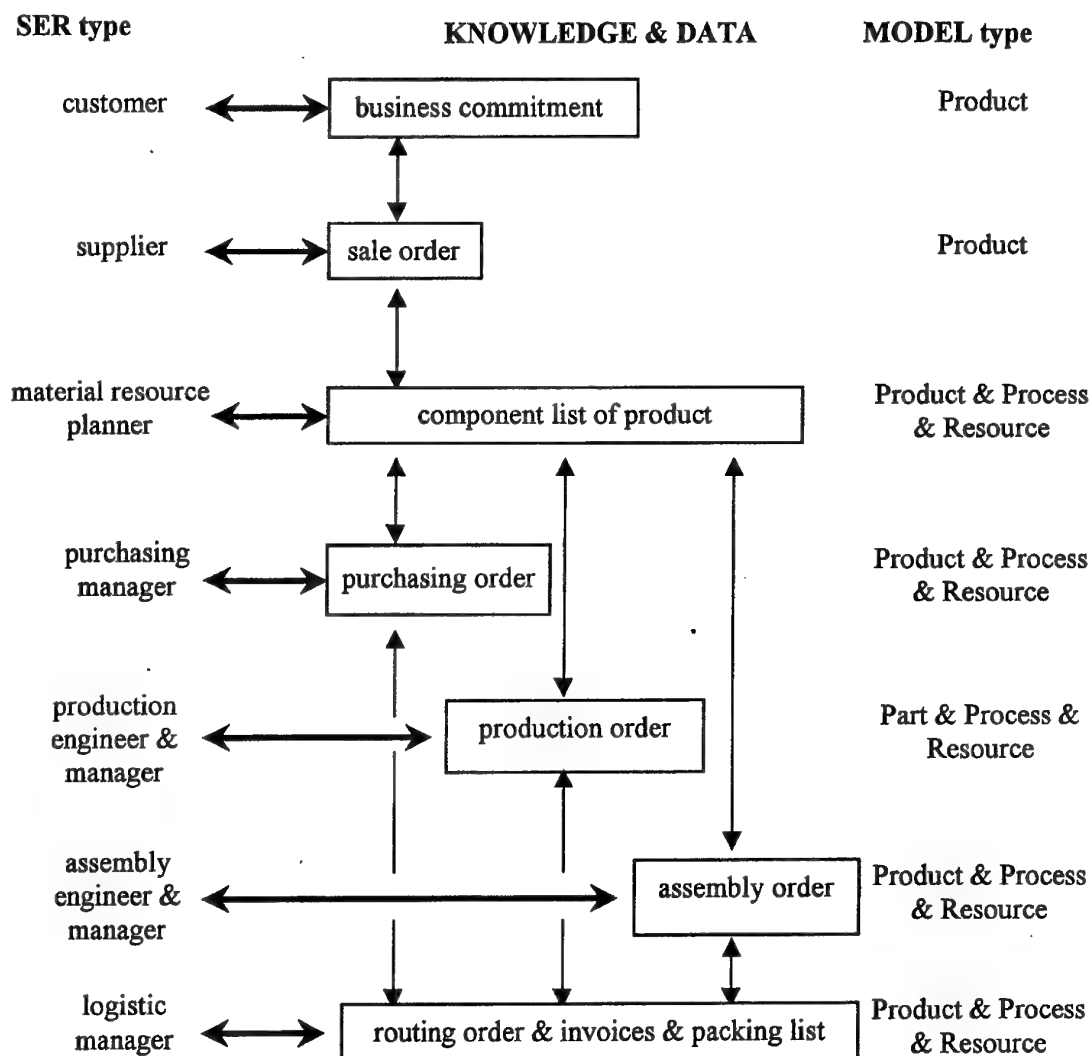 SER type KNOWLEDGE & DATA MODEL type
customer business commitment Product
supplier sale order Product
material resource
planner
component list of product
Product & Process
& Resource
purchasing
manager
purchasing order
Product & Process
& Resource
production
engineer &
manager
production order
Part & Process &
Resource
assembly
engineer &
manager
assembly order
Product & Process
& Resource
logistic
manager
routing order & invoices & packing list
Product & Process
& Resource